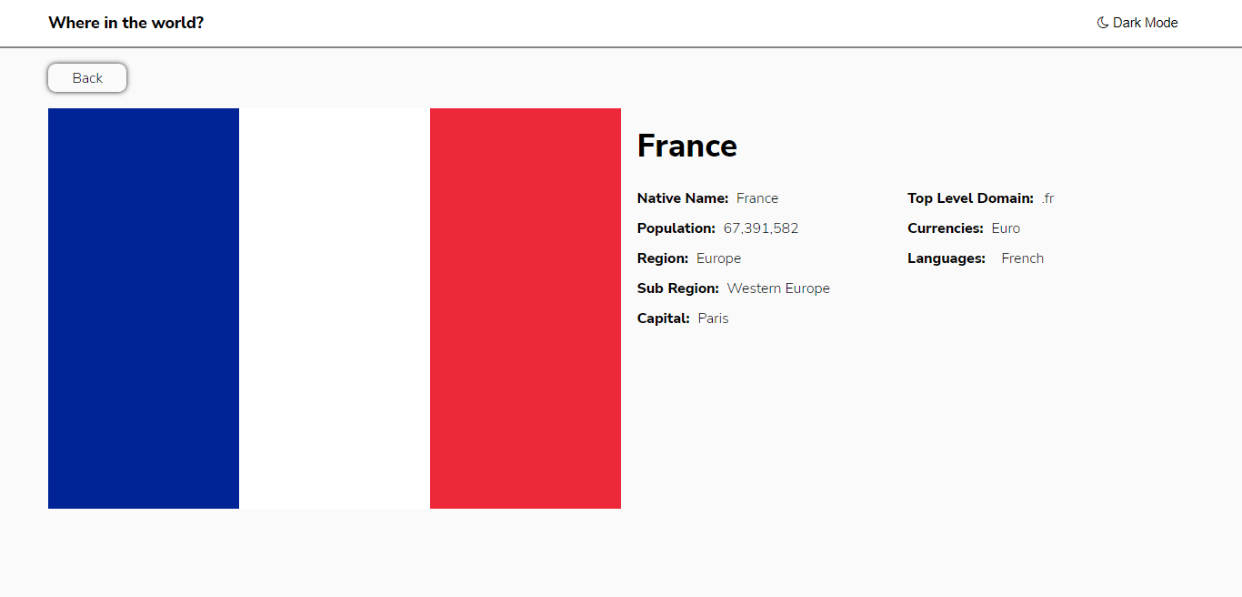 Where in the world?
Dark Mode
Back
France
Native Name: France
Population: 67,391,582
Region: Europe
Sub Region: Western Europe
Capital: Paris
Top Level Domain: .fr
Currencies: Euro
Languages: French